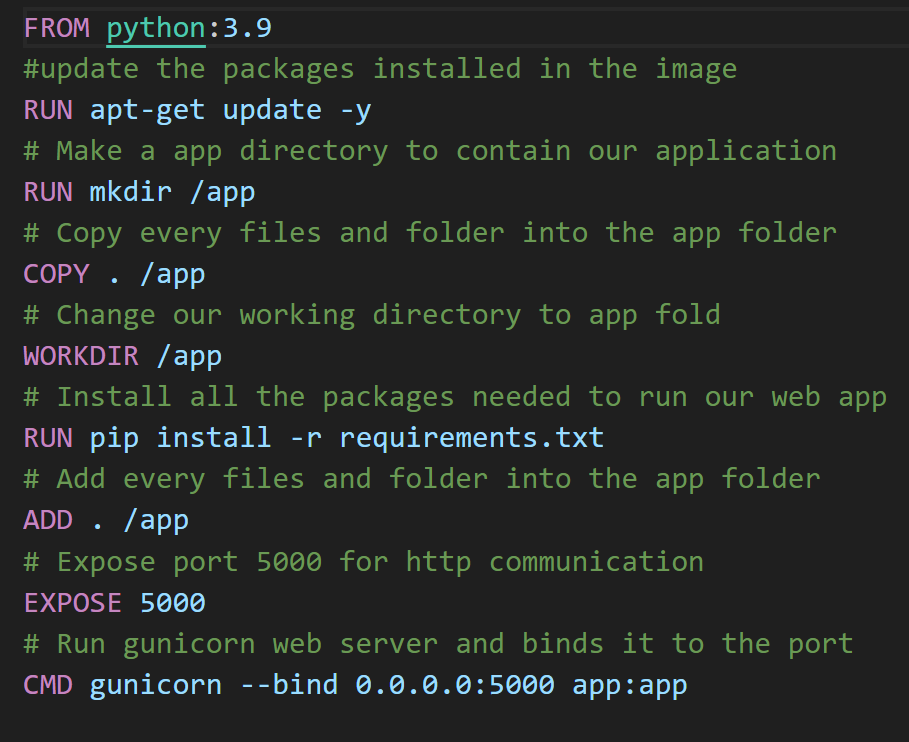 FROM python:3.9
#update the packages installed in the image
RUN apt-get update -y
# Make a app directory to contain our application
RUN mkdir /app
# Copy every files and folder into the app folder
COPY . /app
# Change our working directory to app fold
WORKDIR /app
# Install all the packages needed to run our web app
RUN pip install -r requirements.txt
# Add every files and folder into the app folder
ADD . /app
# Expose port 5000 for http communication
EXPOSE 5000
# Run gunicorn web server and binds it to the port
CMD gunicorn --bind 0.0.0.0:5000 app:app